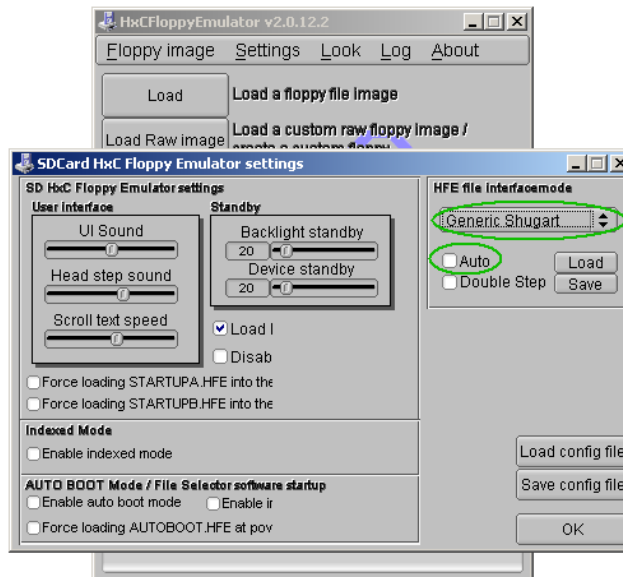 HxCFloppyEmulator v2.0.12.2
Floppy image Settings Look Log About
Load
Load a floppy file image
Load Raw image
Load a custom raw floppy image /
create a custom floppy
SDCard HxC Floppy Emulator settings
SD HxC Floppy Emulator settings
User Interface
UI Sound
Head step sound
Scroll text speed
Standby
Backlight standby
20
Device standby
20
Load l
Disab
Force loading STARTUPA.HFE into the
Force loading STARTUPB.HFE into the
Indexed Mode
Enable indexed mode
AUTO BOOT Mode / File Selector software startup
Enable auto boot mode Enable ir
Force loading AUTOBOOT.HFE at pov
HFE file interfacemode
Generic Shugart
Auto
Load
Double Step
Save
Load config file
Save config file
OK